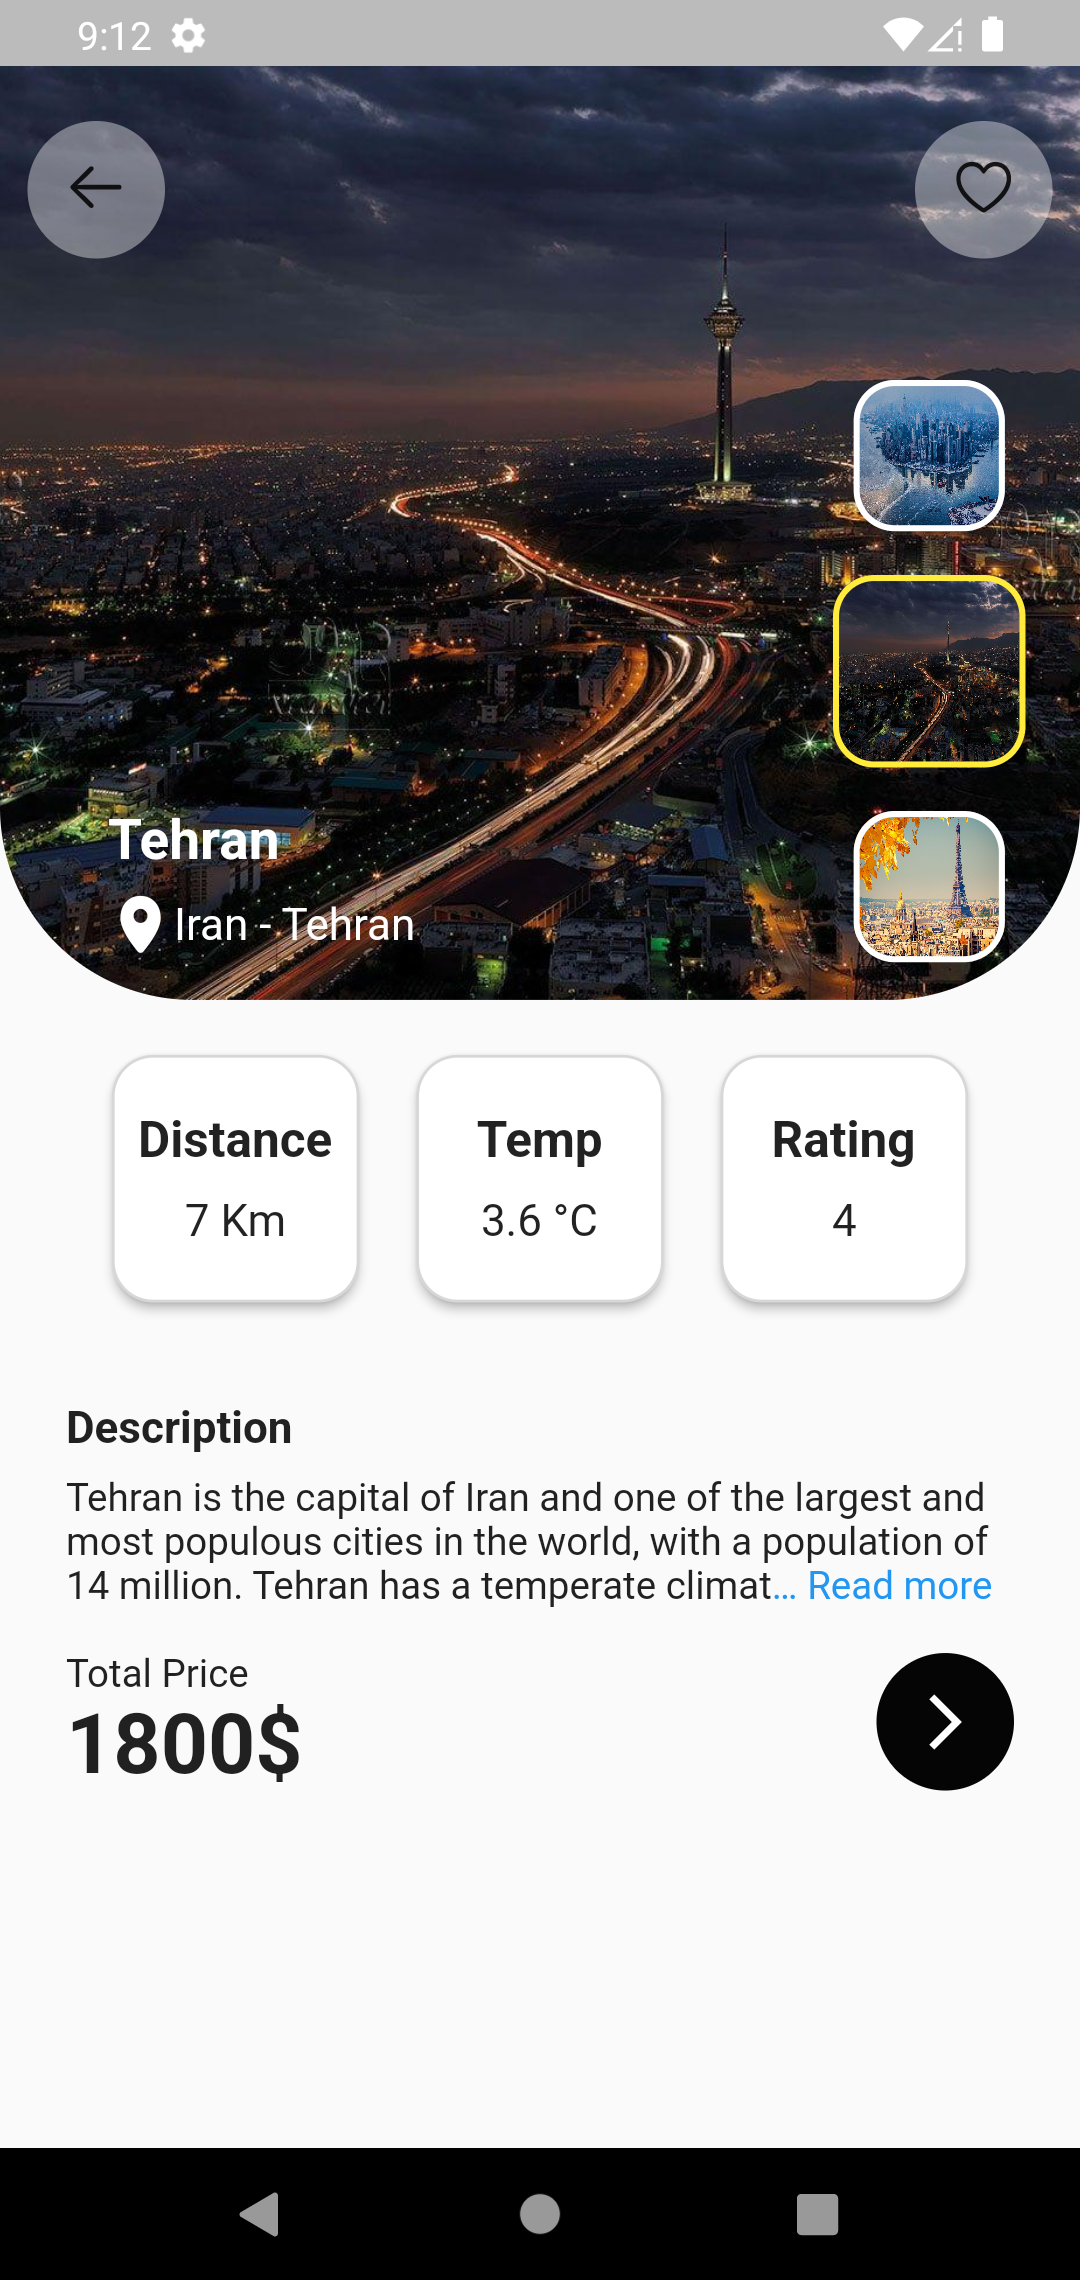 9:12
Tehran
Iran - Tehran
Distance
7 Km
Temp
3.6 °C
Rating
4
Description
Tehran is the capital of Iran and one of the largest and
most populous cities in the world, with a population of
14 million. Tehran has a temperate climat... Read more
Total Price
1800$